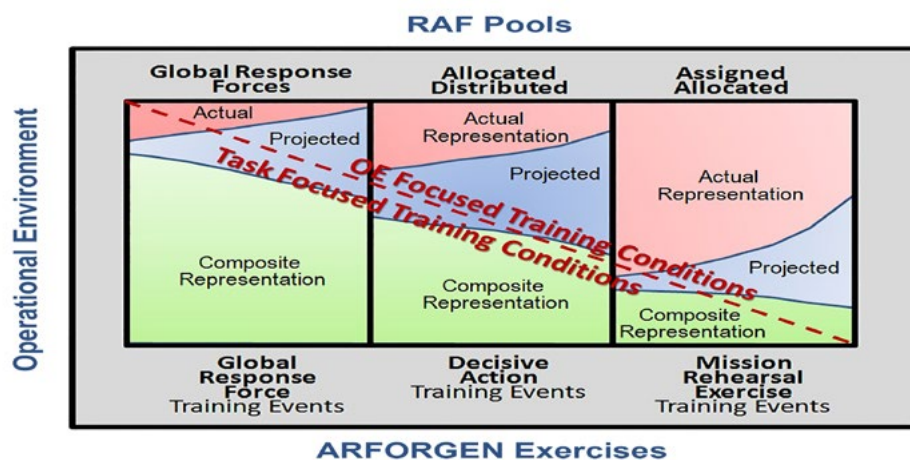 RAF Pools
Global Response
Forces
Allocated
Distributed
Assigned
Allocated
Operational Environment
Actual
Projected
Composite
Representation
Actual
Representation
Projected
Composite
Representation
Actual
Representation
Projected
Composite
Representation
OE Focused Training Conditions
Task Focused Training Conditions
Global
Response
Force
Training Events
Decisive
Action
Training Events
Mission
Rehearsal
Exercise
Training Events
ARFORGEN Exercises